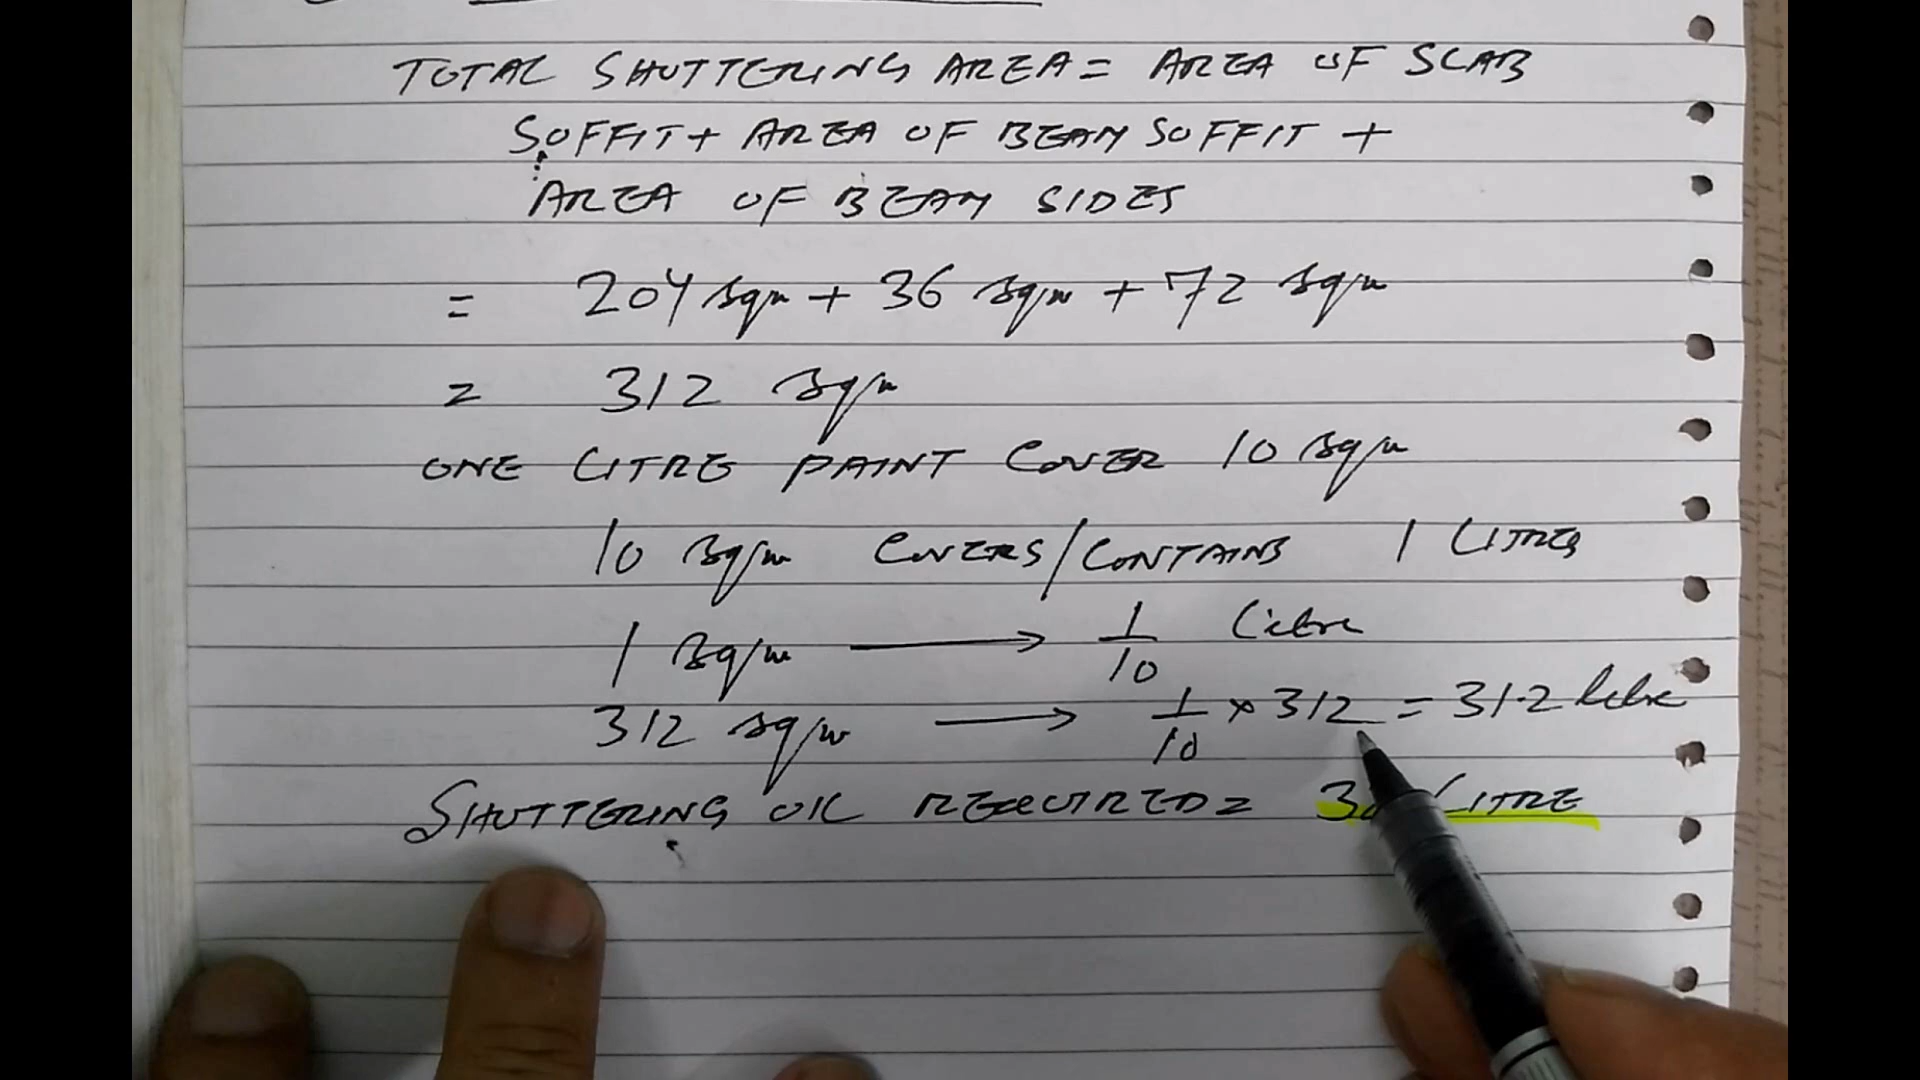 TOTAL SHUTTERING AREA = AREA OF SLAB
SOFFIT + AREA OF BEAM SOFFIT +
AREA OF BEAM SIDES
= 204 sqm + 36 sqm + 72 sqm
= 312 sqm
ONE LITRE PAINT COVER 10 sqm
10 sqm COVERS/CONTAINS 1 LITRES
1 sqm → 1/10 Litre
312 sqm → 1/10 × 312 = 31.2 litre
SHUTTERING OIL REQUIRED = LITRE